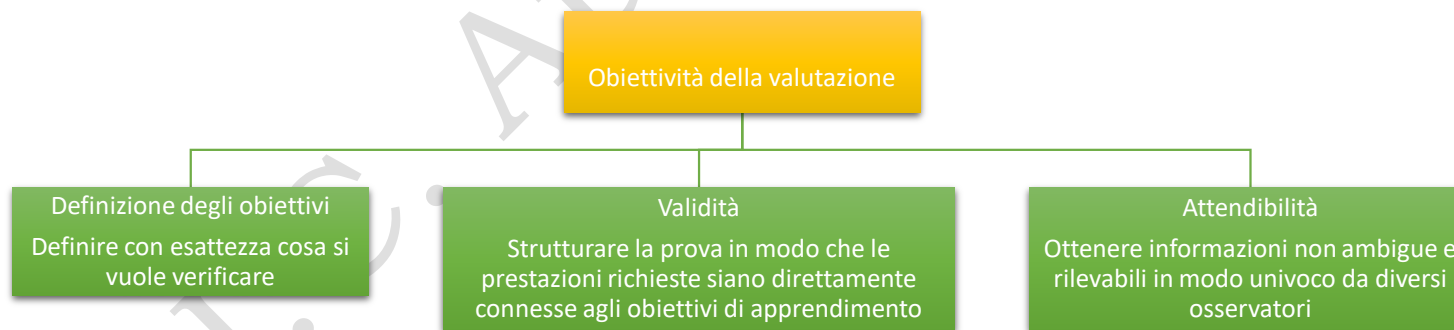 Obiettività della valutazione
Definizione degli obiettivi
Definire con esattezza cosa si
vuole verificare
Validità
Strutturare la prova in modo che le
prestazioni richieste siano direttamente
connesse agli obiettivi di apprendimento
Attendibilità
Ottenere informazioni non ambigue e
rilevabili in modo univoco da diversi
osservatori